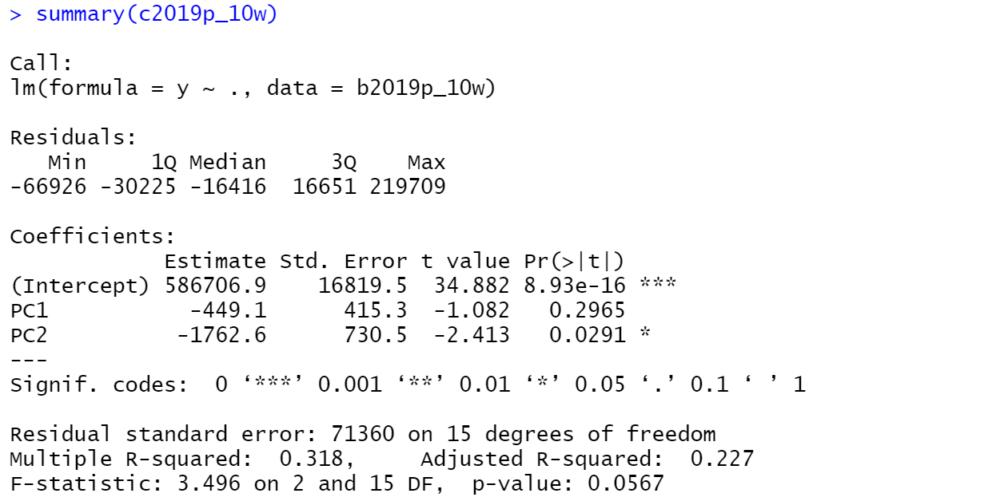 > summary(c2019p_10w)
Call:
lm(formula = y ~ ., data = b2019p_10w)
Residuals:
   Min     1Q Median     3Q    Max
-66926 -30225 -16416  16651 219709
Coefficients:
            Estimate Std. Error t value Pr(>|t|)
(Intercept) 586706.9    16819.5  34.882 8.93e-16 ***
PC1           -449.1      415.3  -1.082   0.2965
PC2          -1762.6      730.5  -2.413   0.0291 *
---
Signif. codes:  0 ‘***’ 0.001 ‘**’ 0.01 ‘*’ 0.05 ‘.’ 0.1 ‘ ’ 1
Residual standard error: 71360 on 15 degrees of freedom
Multiple R-squared:  0.318,     Adjusted R-squared:  0.227
F-statistic: 3.496 on 2 and 15 DF,  p-value: 0.0567